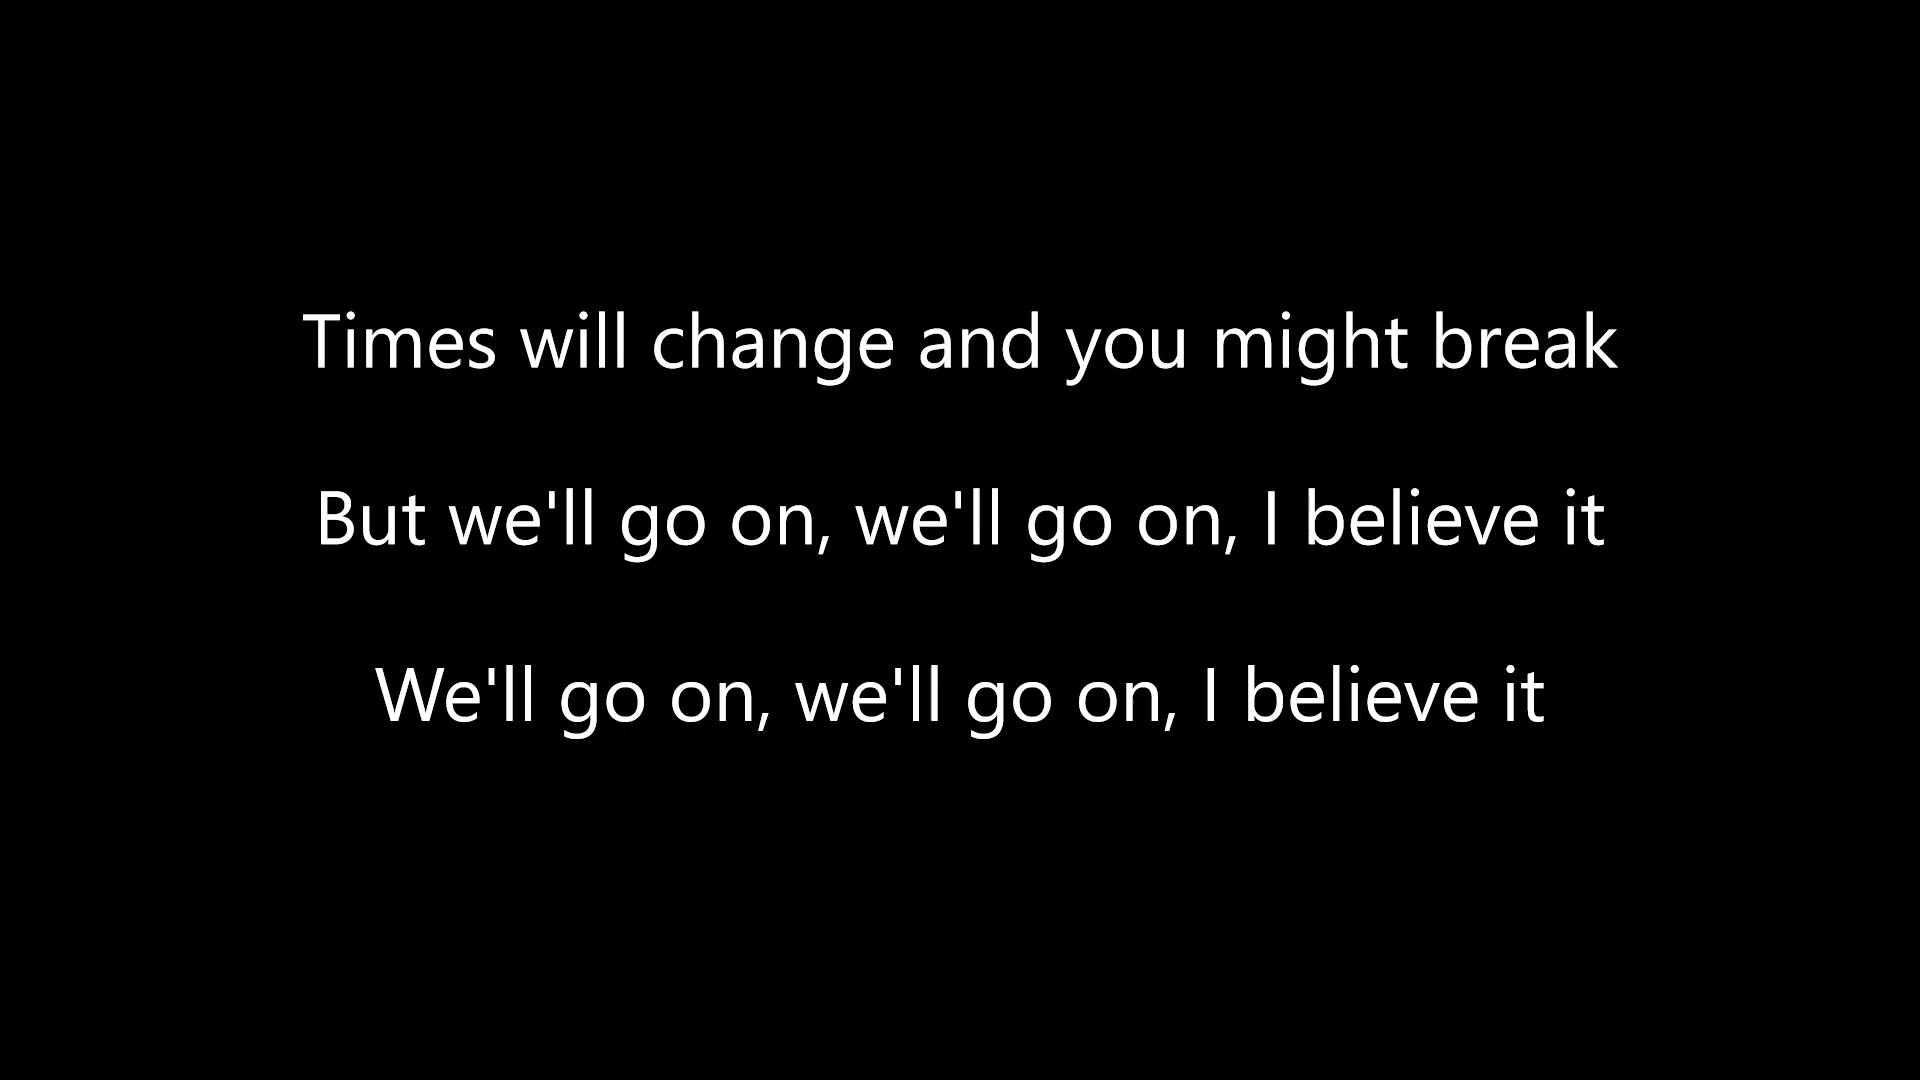 Times will change and you might break
But we'll go on, we'll go on, I believe it
We'll go on, we'll go on, I believe it